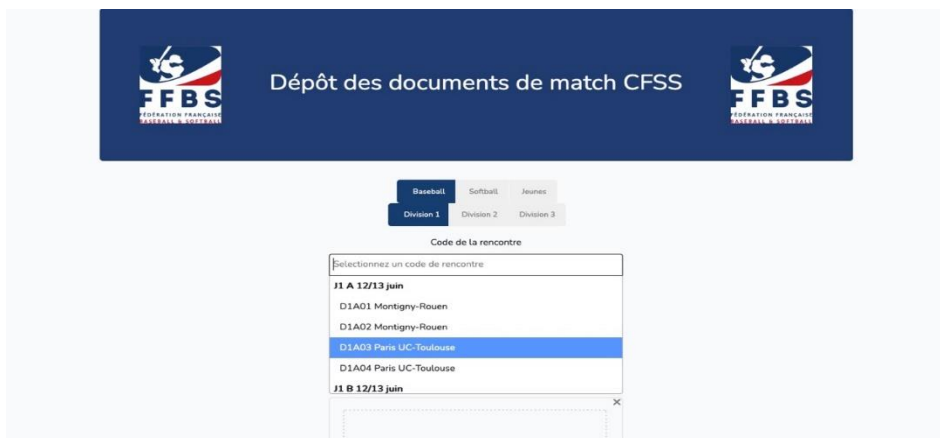 FFBS
FÉDÉRATION FRANÇAISE
BASEBALL & SOFTBALL
Dépôt des documents de match CFSS
FFBS
FÉDÉRATION FRANÇAISE
BASEBALL & SOFTBALL
Baseball Softball Jeunes
Division 1 Division 2 Division 3
Code de la rencontre
Selectionnez un code de rencontre
J1 A 12/13 juin
D1A01 Montigny-Rouen
D1A02 Montigny-Rouen
D1A03 Paris UC-Toulouse
D1A04 Paris UC-Toulouse
J1 B 12/13 juin